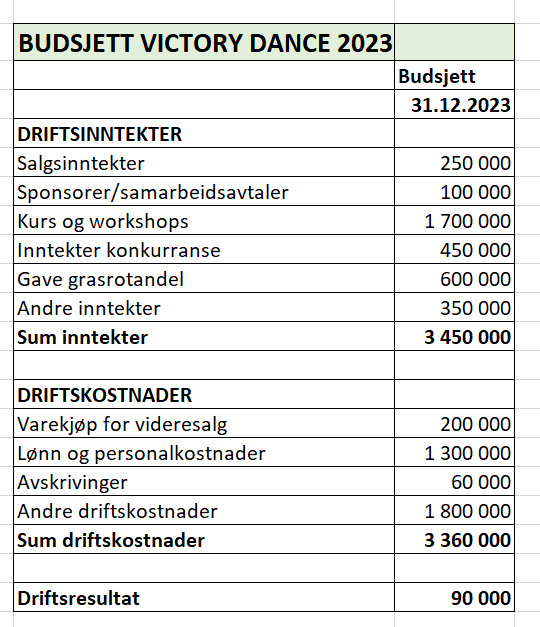 BUDSJETT VICTORY DANCE 2023
Budsjett
31.12.2023
DRIFTSINNTEKTER
Salgsinntekter 250 000
Sponsorer/samarbeidsavtaler 100 000
Kurs og workshops 1 700 000
Inntekter konkurranse 450 000
Gave grasrotandel 600 000
Andre inntekter 350 000
Sum inntekter 3 450 000
DRIFTSKOSTNADER
Varekjøp for videresalg 200 000
Lønn og personalkostnader 1 300 000
Avskrivinger 60 000
Andre driftskostnader 1 800 000
Sum driftskostnader 3 360 000
Driftsresultat 90 000